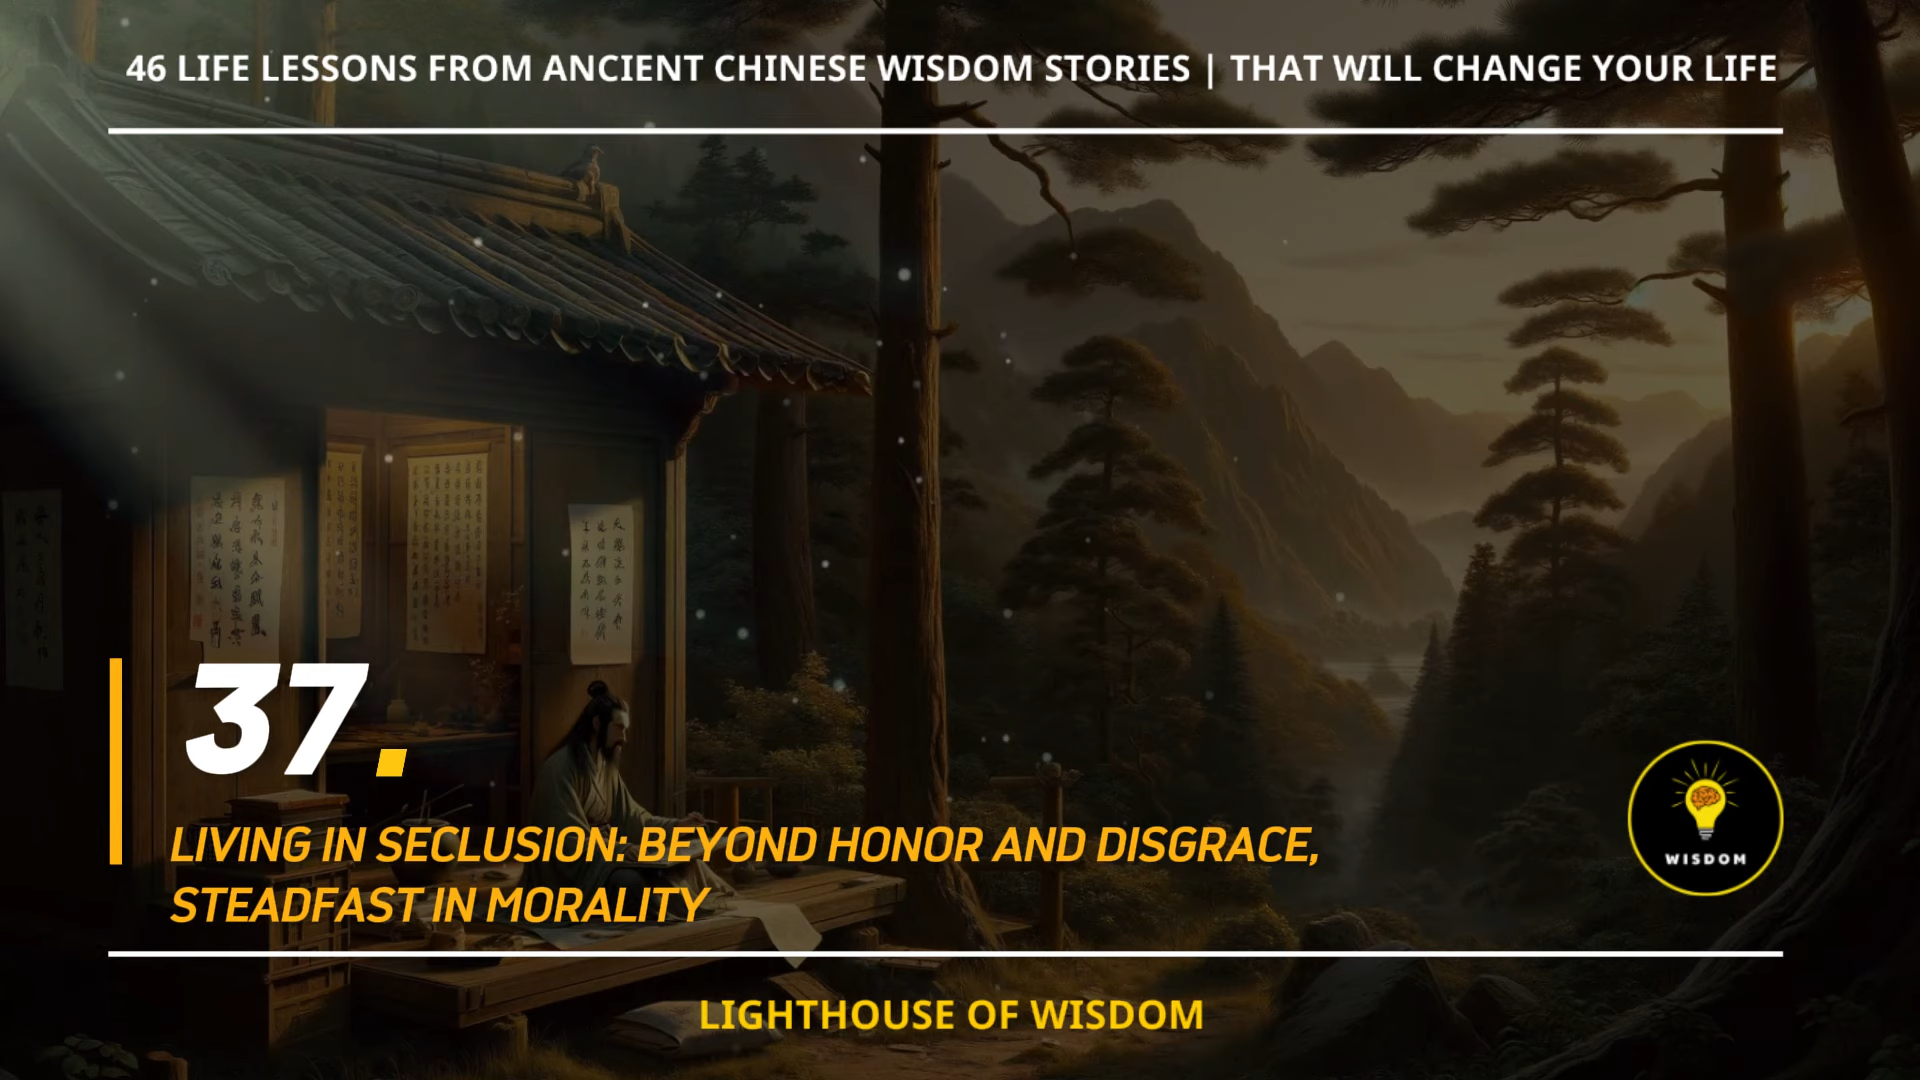 46 LIFE LESSONS FROM ANCIENT CHINESE WISDOM STORIES | THAT WILL CHANGE YOUR LIFE
37.
LIVING IN SECLUSION: BEYOND HONOR AND DISGRACE,
STEADFAST IN MORALITY
WISDOM
LIGHTHOUSE OF WISDOM